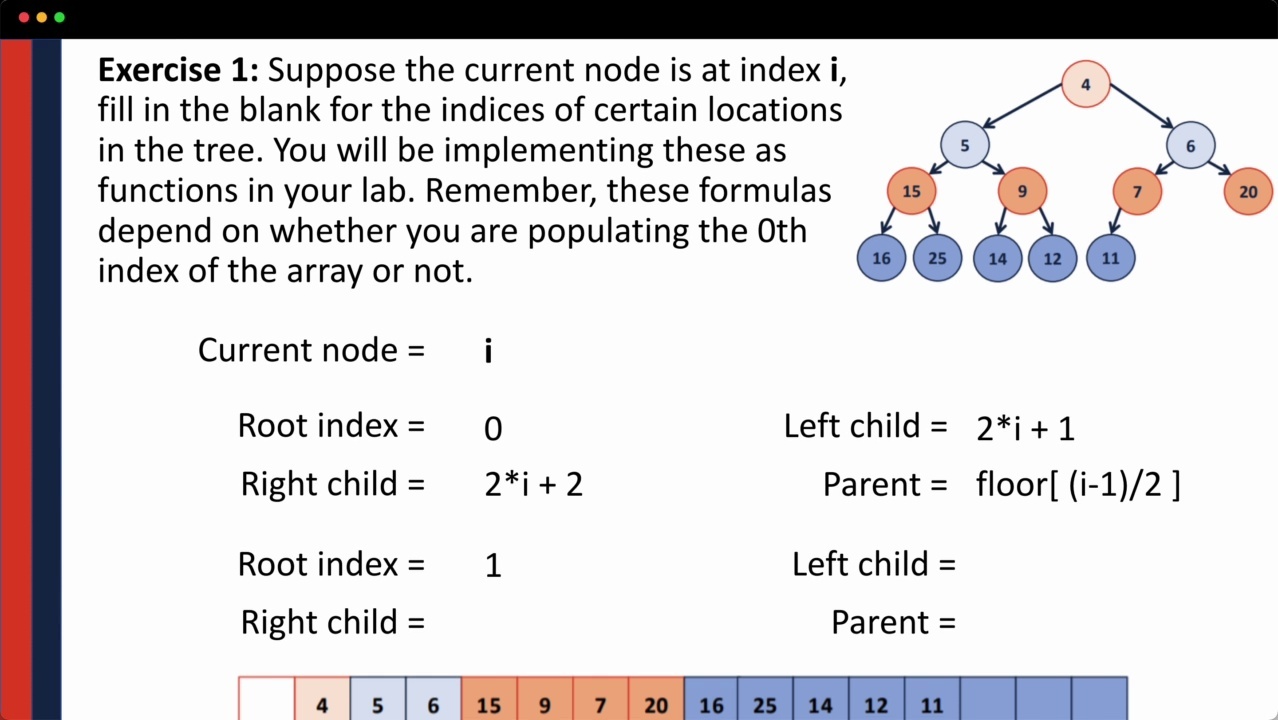 Exercise 1: Suppose the current node is at index i,
fill in the blank for the indices of certain locations
in the tree. You will be implementing these as
functions in your lab. Remember, these formulas
depend on whether you are populating the 0th
index of the array or not.
4
5 6
15 9 7 20
16 25 14 12 11
Current node = i
Root index = 0 Left child = 2*i + 1
Right child = 2*i + 2 Parent = floor[ (i-1)/2 ]
Root index = 1 Left child =
Right child = Parent =
4 5 6 15 9 7 20 16 25 14 12 11